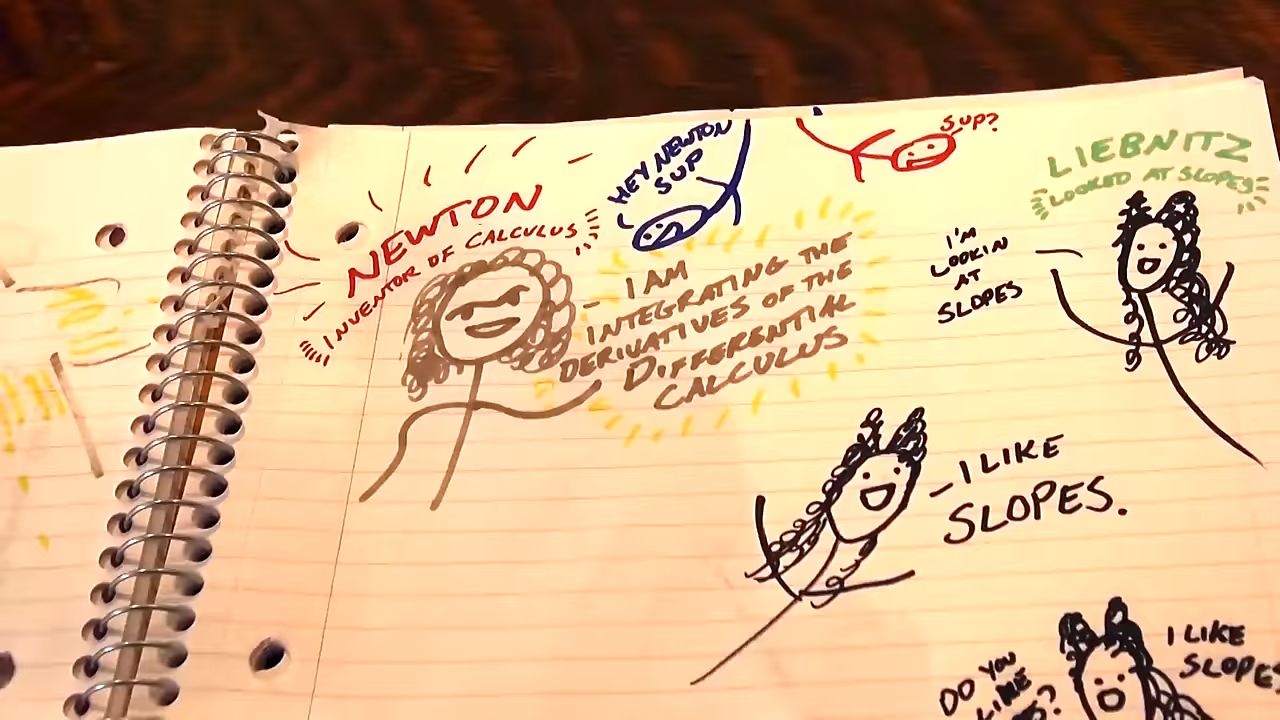 NEWTON
INVENTOR OF CALCULUS
HEY NEWTON
SUP
SUP?
LIEBNITZ
LOOKED AT SLOPES
I AM
INTEGRATING THE
DERIVATIVES OF THE
DIFFERENTIAL
CALCULUS
I'M
LOOKIN
AT
SLOPES
I LIKE
SLOPES.
DO YOU
LIKE
I LIKE
SLOPES